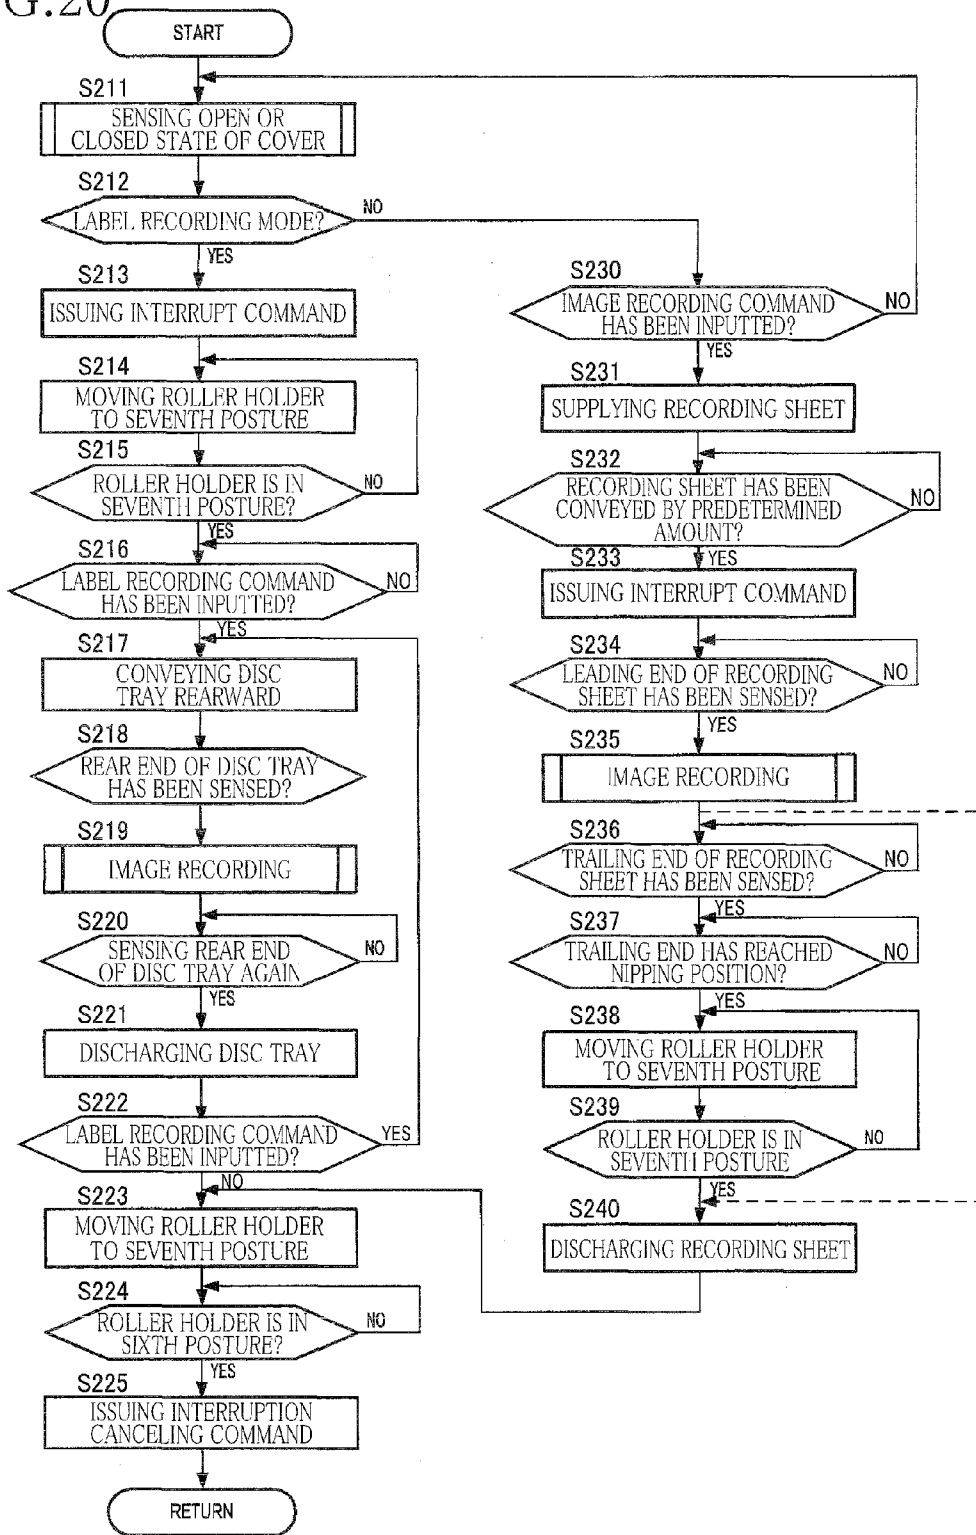 G.20
START
S211
SENSING OPEN OR
CLOSED STATE OF COVER
S212
LABEL RECORDING MODE?
NO
YES
S213
ISSUING INTERRUPT COMMAND
S214
MOVING ROLLER HOLDER
TO SEVENTH POSTURE
S215
ROLLER HOLDER IS IN
SEVENTH POSTURE?
NO
YES
S216
LABEL RECORDING COMMAND
HAS BEEN INPUTTED?
NO
YES
S217
CONVEYING DISC
TRAY REARWARD
S218
REAR END OF DISC TRAY
HAS BEEN SENSED?
S219
IMAGE RECORDING
S220
SENSING REAR END
OF DISC TRAY AGAIN
NO
YES
S221
DISCHARGING DISC TRAY
S222
LABEL RECORDING COMMAND
HAS BEEN INPUTTED?
YES
NO
S223
MOVING ROLLER HOLDER
TO SEVENTH POSTURE
S224
ROLLER HOLDER IS IN
SIXTH POSTURE?
NO
YES
S225
ISSUING INTERRUPTION
CANCELING COMMAND
RETURN
S230
IMAGE RECORDING COMMAND
HAS BEEN INPUTTED?
NO
YES
S231
SUPPLYING RECORDING SHEET
S232
RECORDING SHEET HAS BEEN
CONVEYED BY PREDETERMINED
AMOUNT?
NO
YES
S233
ISSUING INTERRUPT COMMAND
S234
LEADING END OF RECORDING
SHEET HAS BEEN SENSED?
NO
YES
S235
IMAGE RECORDING
S236
TRAILING END OF RECORDING
SHEET HAS BEEN SENSED?
NO
YES
S237
TRAILING END HAS REACHED
NIPPING POSITION?
NO
YES
S238
MOVING ROLLER HOLDER
TO SEVENTH POSTURE
S239
ROLLER HOLDER IS IN
SEVENTH POSTURE
NO
YES
S240
DISCHARGING RECORDING SHEET